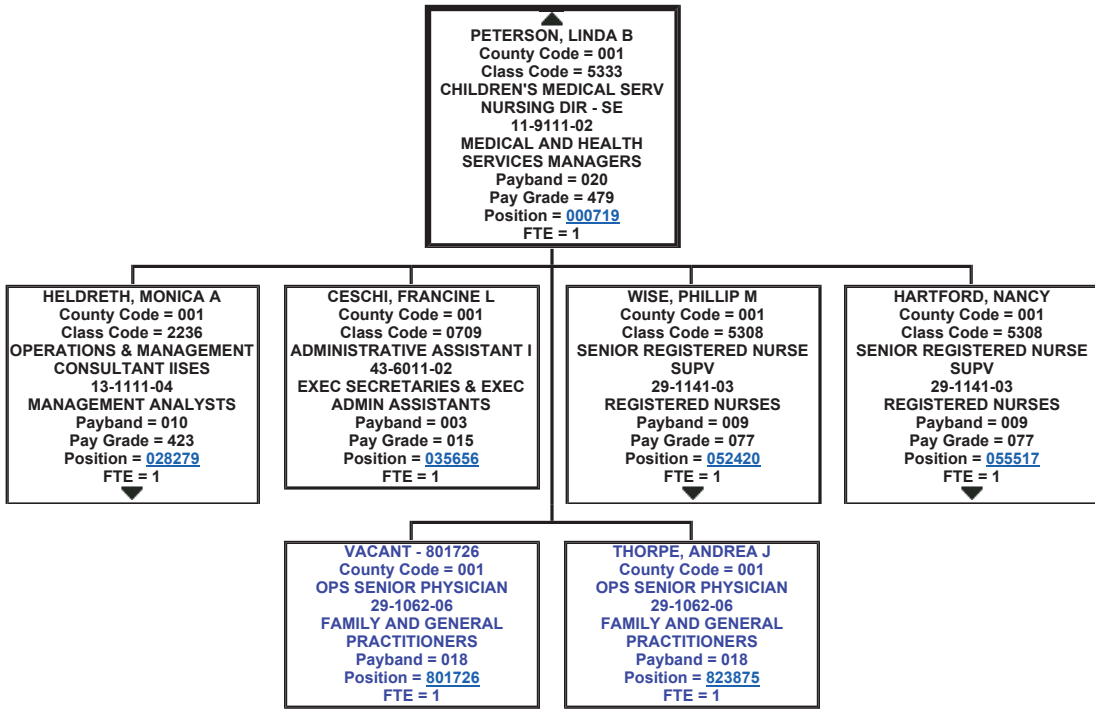 PETERSON, LINDA B
County Code = 001
Class Code = 5333
CHILDREN'S MEDICAL SERV
NURSING DIR - SE
11-9111-02
MEDICAL AND HEALTH
SERVICES MANAGERS
Payband = 020
Pay Grade = 479
Position = 000719
FTE = 1
HELDRETH, MONICA A
County Code = 001
Class Code = 2236
OPERATIONS & MANAGEMENT
CONSULTANT IISES
13-1111-04
MANAGEMENT ANALYSTS
Payband = 010
Pay Grade = 423
Position = 028279
FTE = 1
CESCHI, FRANCINE L
County Code = 001
Class Code = 0709
ADMINISTRATIVE ASSISTANT I
43-6011-02
EXEC SECRETARIES & EXEC
ADMIN ASSISTANTS
Payband = 003
Pay Grade = 015
Position = 035656
FTE = 1
WISE, PHILLIP M
County Code = 001
Class Code = 5308
SENIOR REGISTERED NURSE
SUPV
29-1141-03
REGISTERED NURSES
Payband = 009
Pay Grade = 077
Position = 052420
FTE = 1
HARTFORD, NANCY
County Code = 001
Class Code = 5308
SENIOR REGISTERED NURSE
SUPV
29-1141-03
REGISTERED NURSES
Payband = 009
Pay Grade = 077
Position = 055517
FTE = 1
VACANT - 801726
County Code = 001
OPS SENIOR PHYSICIAN
29-1062-06
FAMILY AND GENERAL
PRACTITIONERS
Payband = 018
Position = 801726
FTE = 1
THORPE, ANDREA J
County Code = 001
OPS SENIOR PHYSICIAN
29-1062-06
FAMILY AND GENERAL
PRACTITIONERS
Payband = 018
Position = 823875
FTE = 1